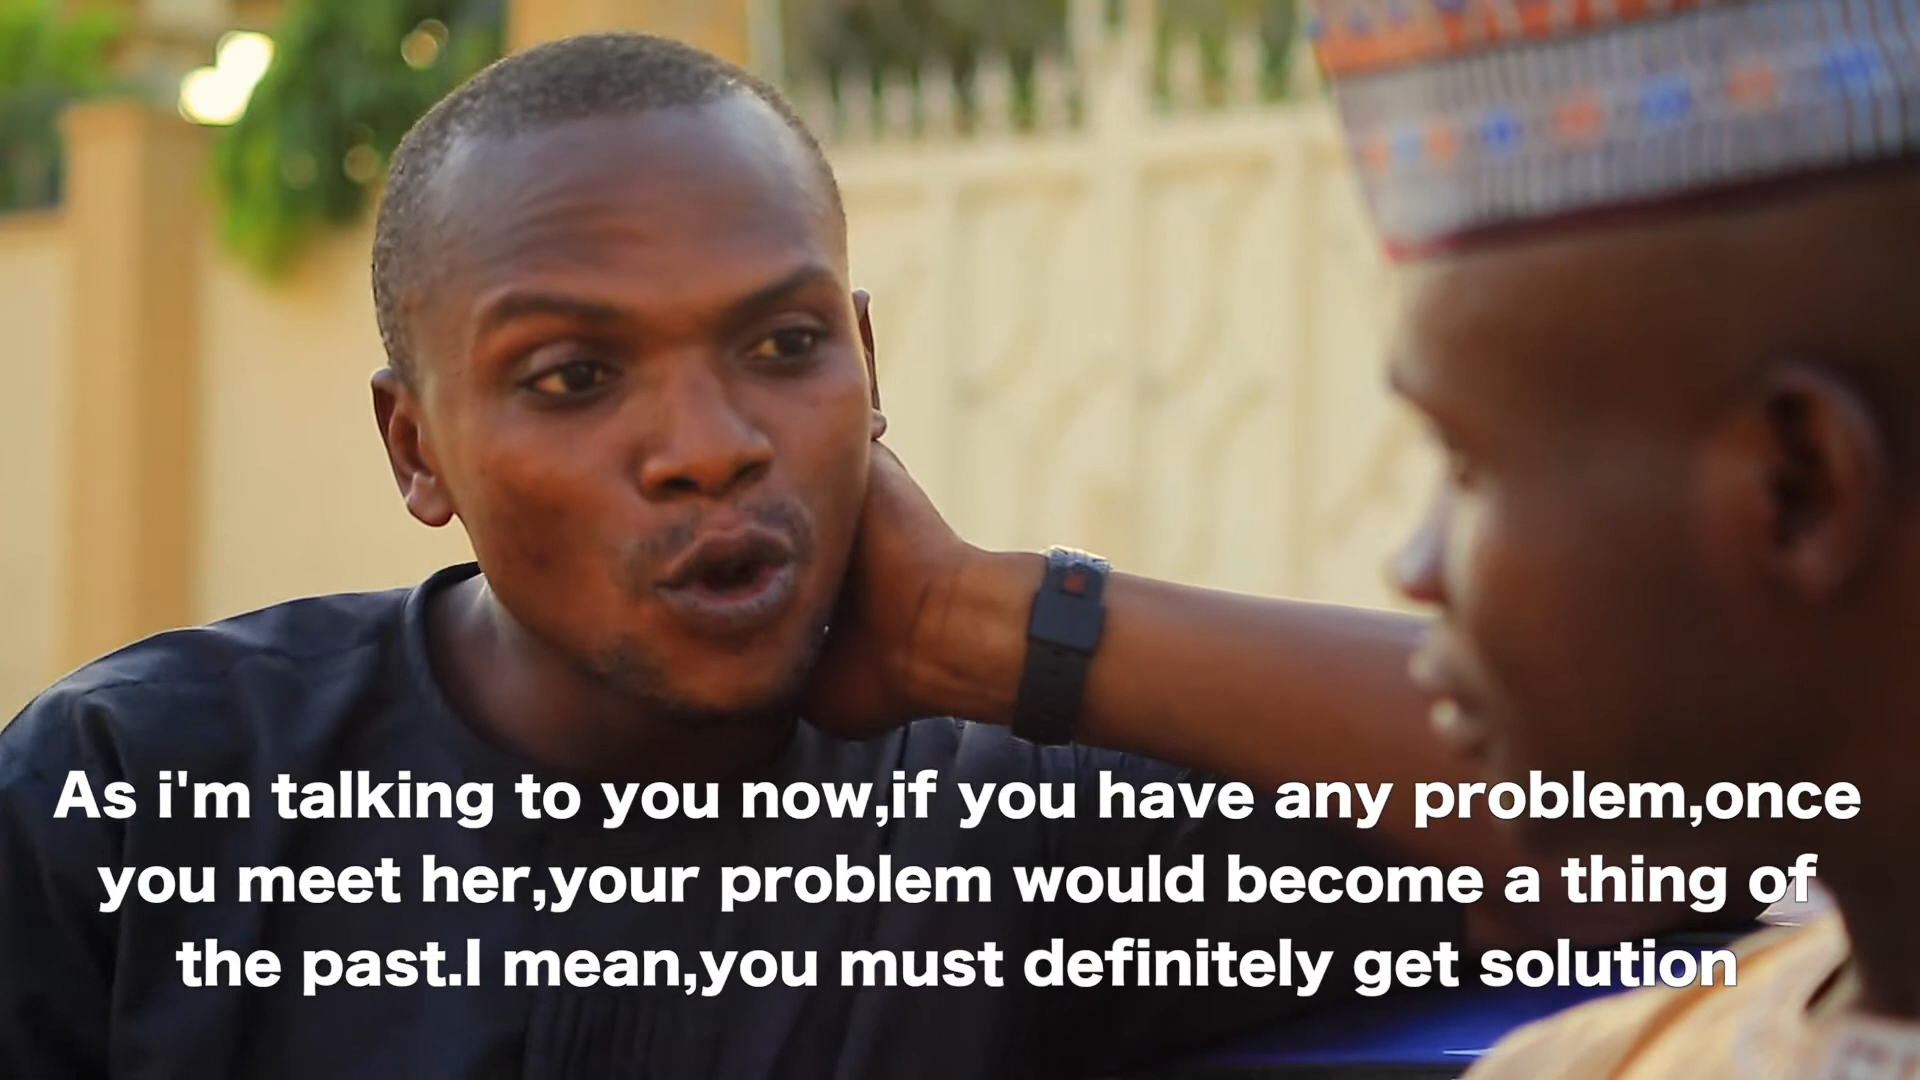 As i'm talking to you now,if you have any problem,once
you meet her,your problem would become a thing of
the past.I mean,you must definitely get solution